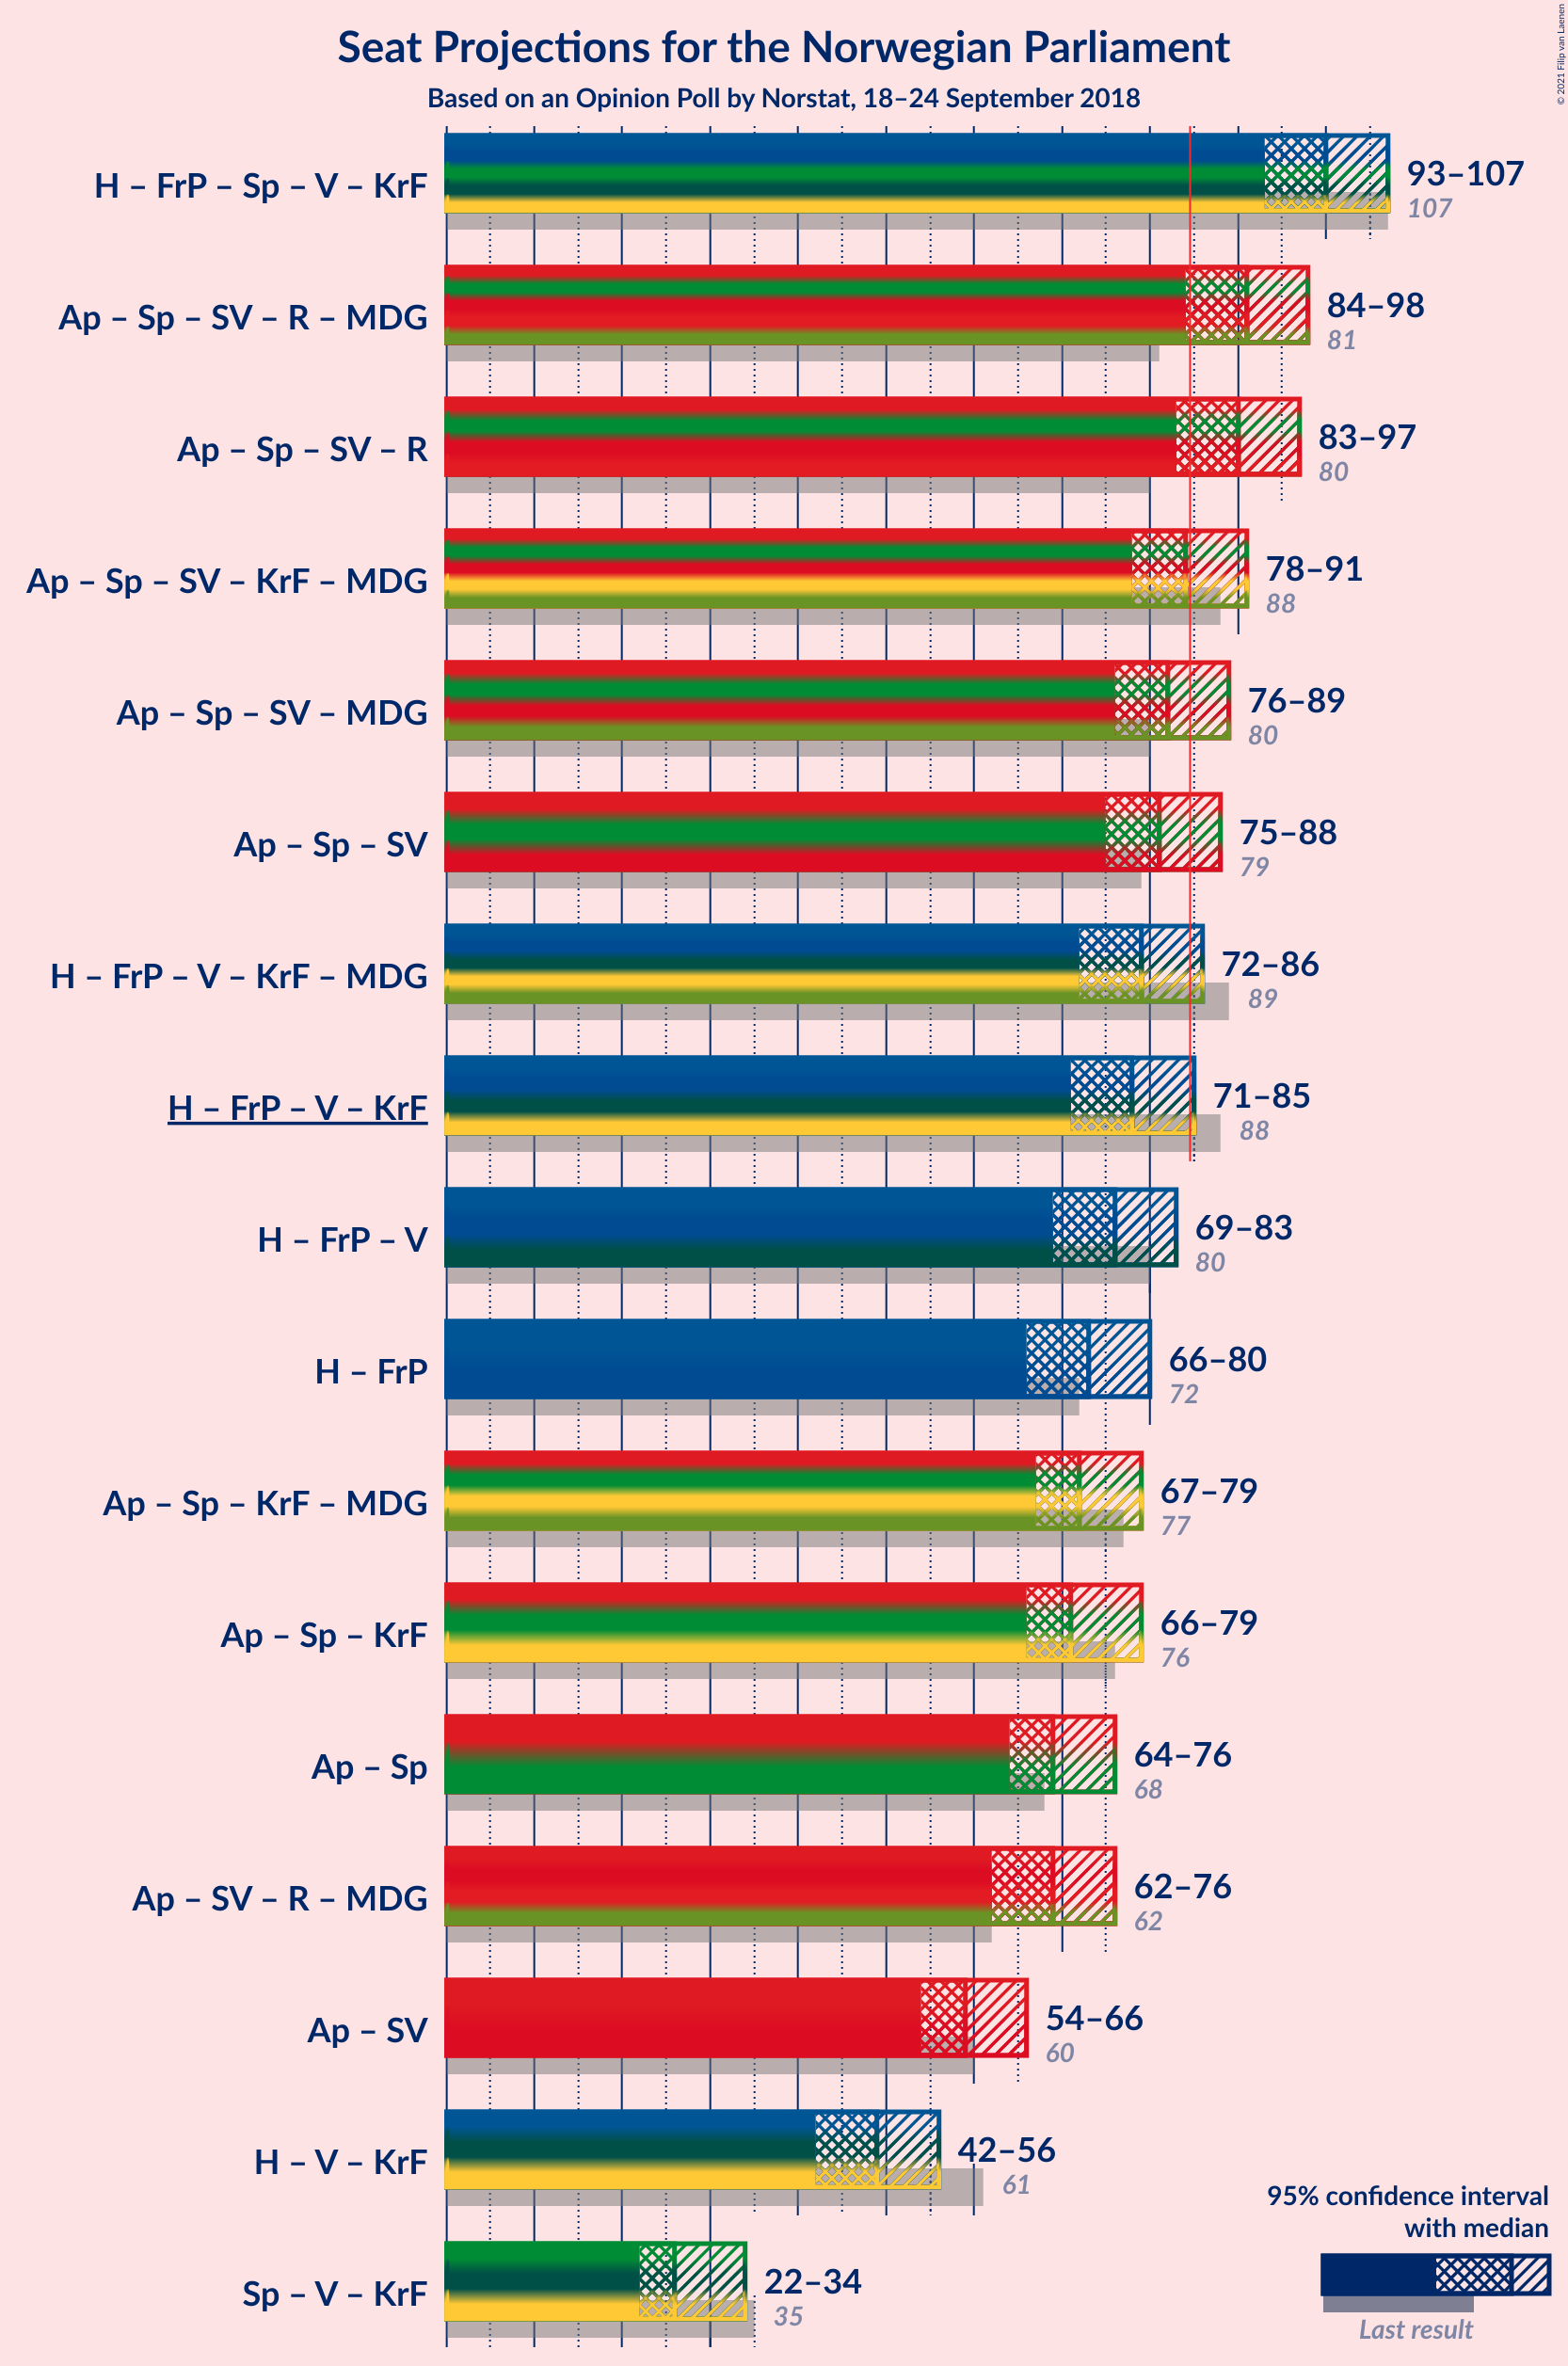 Seat Projections for the Norwegian Parliament
Based on an Opinion Poll by Norstat, 18–24 September 2018
© 2021 Filip van Laenen
H – FrP – Sp – V – KrF
93–107
107
Ap – Sp – SV – R – MDG
84–98
81
Ap – Sp – SV – R
83–97
80
Ap – Sp – SV – KrF – MDG
78–91
88
Ap – Sp – SV – MDG
76–89
80
Ap – Sp – SV
75–88
79
H – FrP – V – KrF – MDG
72–86
89
H – FrP – V – KrF
71–85
88
H – FrP – V
69–83
80
H – FrP
66–80
72
Ap – Sp – KrF – MDG
67–79
77
Ap – Sp – KrF
66–79
76
Ap – Sp
64–76
68
Ap – SV – R – MDG
62–76
62
Ap – SV
54–66
60
H – V – KrF
42–56
61
Sp – V – KrF
22–34
35
95% confidence interval
with median
Last result